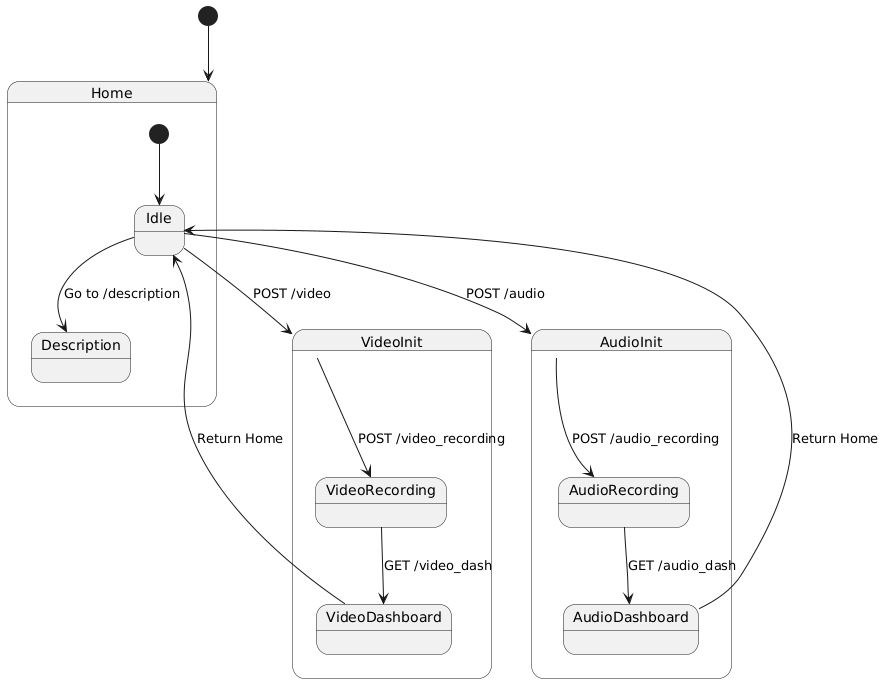 Home
Idle
Go to /description
POST /video
POST /audio
Description
VideoInit
AudioInit
Return Home
POST /video_recording
POST /audio_recording
Return Home
VideoRecording
AudioRecording
GET /video_dash
GET /audio_dash
VideoDashboard
AudioDashboard